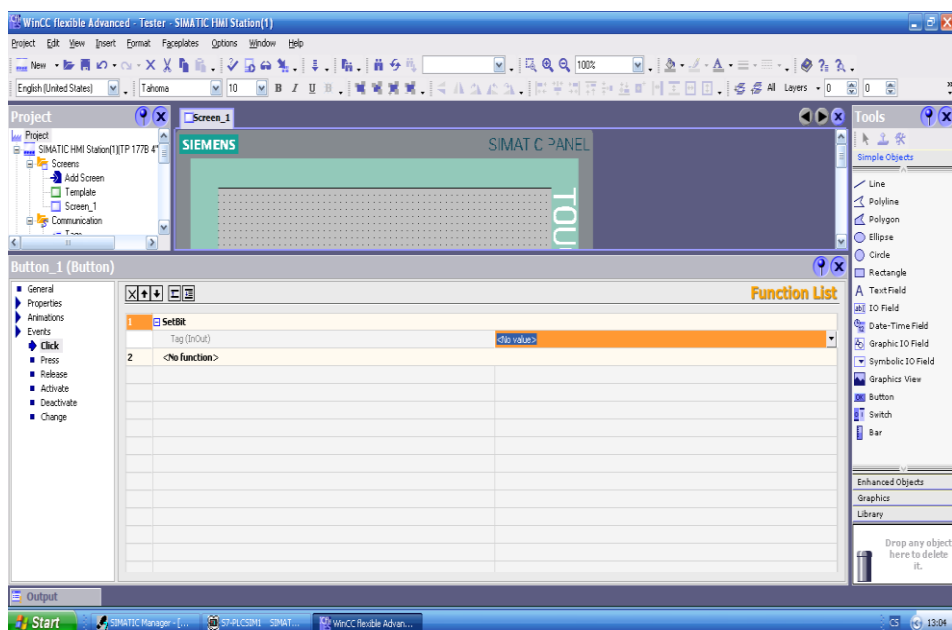 WinCC flexible Advanced - Tester - SIMATIC HMI Station(1)
Project Edit View Insert Format Faceplates Options Window Help
New 100%
English (United States) Tahoma 10 B I U All Layers 0 0
Project
Project
SIMATIC HMI Station(1)(TP 177B 4"
Screens
Add Screen
Template
Screen_1
Communication
Tags
Screen_1
SIEMENS SIMATIC PANEL
TOU
Tools
Simple Objects
Line
Polyline
Polygon
Ellipse
Circle
Rectangle
A TextField
IO Field
Date-Time Field
Graphic IO Field
Symbolic IO Field
Graphics View
OK Button
Switch
Bar
Enhanced Objects
Graphics
Library
Drop any object
here to delete
it.
Button_1 (Button)
General
Properties
Animations
Events
Click
Press
Release
Activate
Deactivate
Change
Function List
1 SetBit
Tag (InOut) <No value>
2 <No function>
Output
Start SIMATIC Manager - [... S7-PLCSIM1 SIMAT... WinCC flexible Advan... CS 13:04